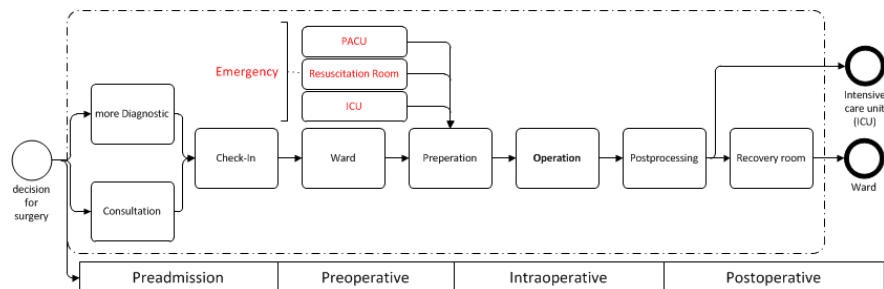 PACU
Emergency
Resuscitation Room
ICU
more Diagnostic
Intensive
care unit
(ICU)
Check-In
Ward
Preperation
Operation
Postprocessing
Recovery room
decision
for
surgery
Consultation
Ward
Preadmission
Preoperative
Intraoperative
Postoperative